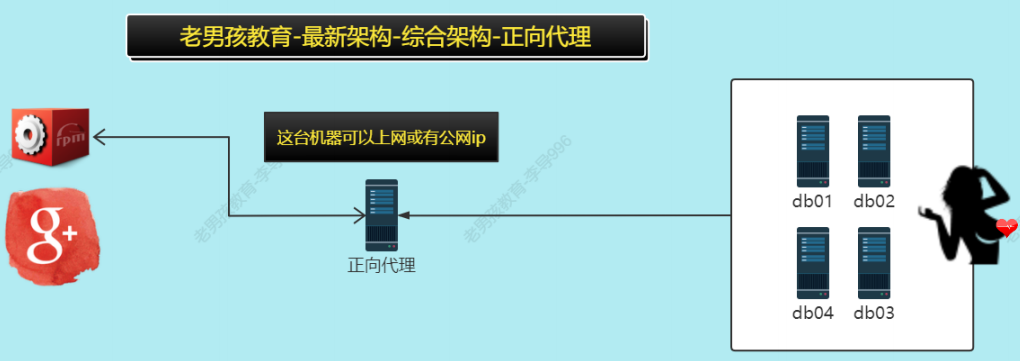 老男孩教育-最新架构-综合架构-正向代理
这台机器可以上网或有公网ip
rpm
g+
正向代理
db01 db02
db04 db03
老男孩教育-李导996
老男孩教育-李导996